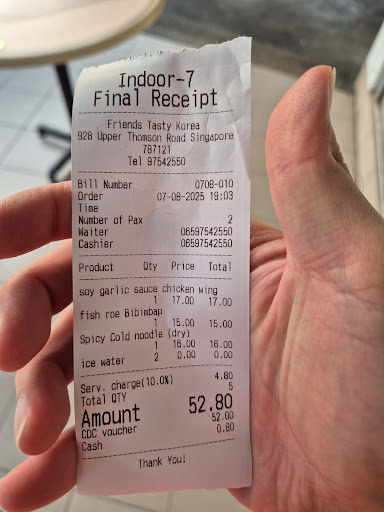 Indoor-7
Final Receipt
Friends Tasty Korea
928 Upper Thomson Road Singapore
787121
Tel 97542550
Bill Number 0708-010
Order 07-08-2025 19:03
Time
Number of Pax 2
Waiter 06597542550
Cashier 06597542550
Product Qty Price Total
soy garlic sauce chicken wing
1 17.00 17.00
fish roe Bibimbap
1 15.00 15.00
Spicy Cold noodle (dry)
1 16.00 16.00
ice water 2 0.00 0.00
Serv. charge(10.0%) 4.80
Total QTY 5
Amount 52.80
CDC voucher 52.00
Cash 0.80
Thank You!